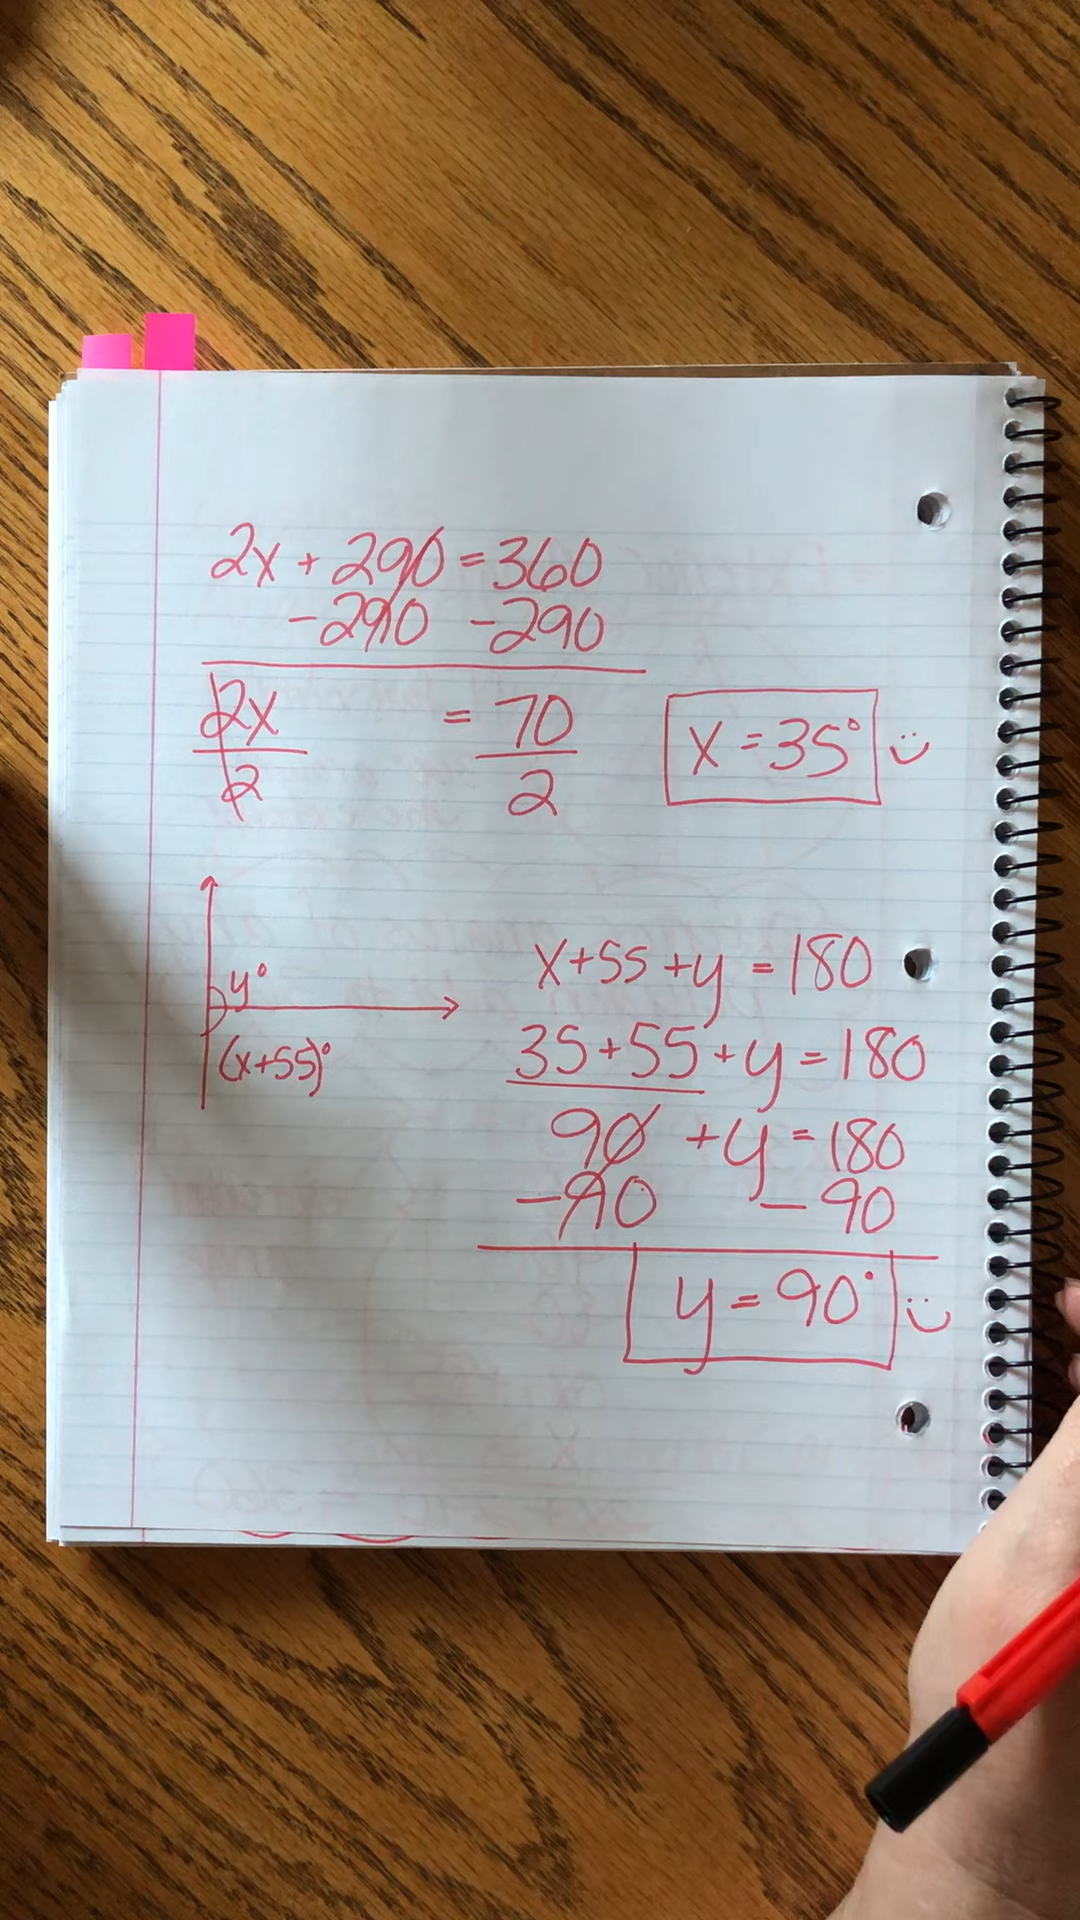 2x + 290 = 360
-290 -290
2x = 70
2 2
x = 35°
y°
(x+55)°
x+55+y = 180
35+55+y = 180
90 +y = 180
-90 -90
y = 90°